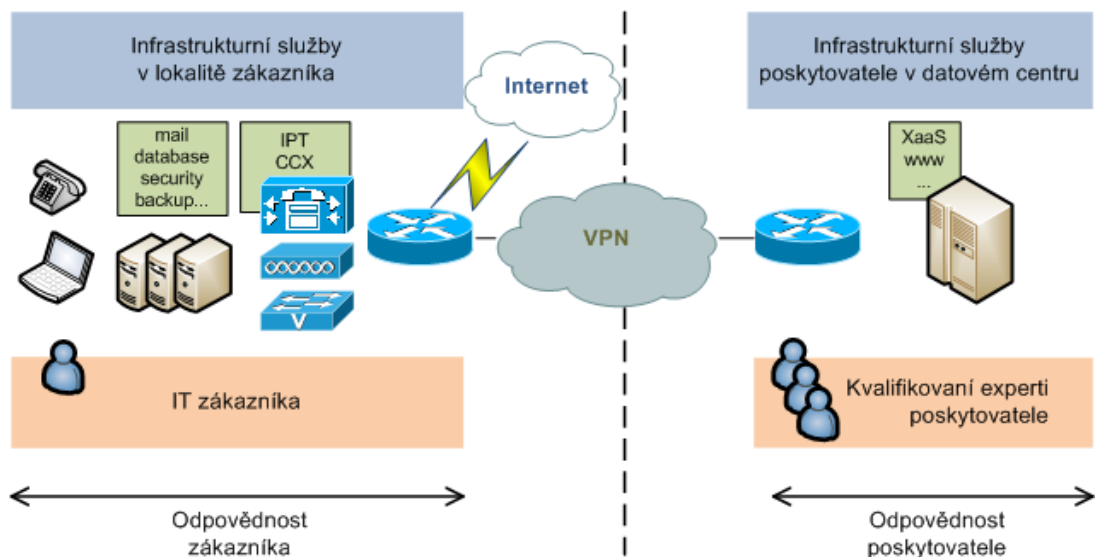 Infrastrukturní služby
v lokalitě zákazníka
Internet
Infrastrukturní služby
poskytovatele v datovém centru
mail
database
security
backup...
IPT
CCX
XaaS
www
...
VPN
V
IT zákazníka
Kvalifikovaní experti
poskytovatele
Odpovědnost
zákazníka
Odpovědnost
poskytovatele